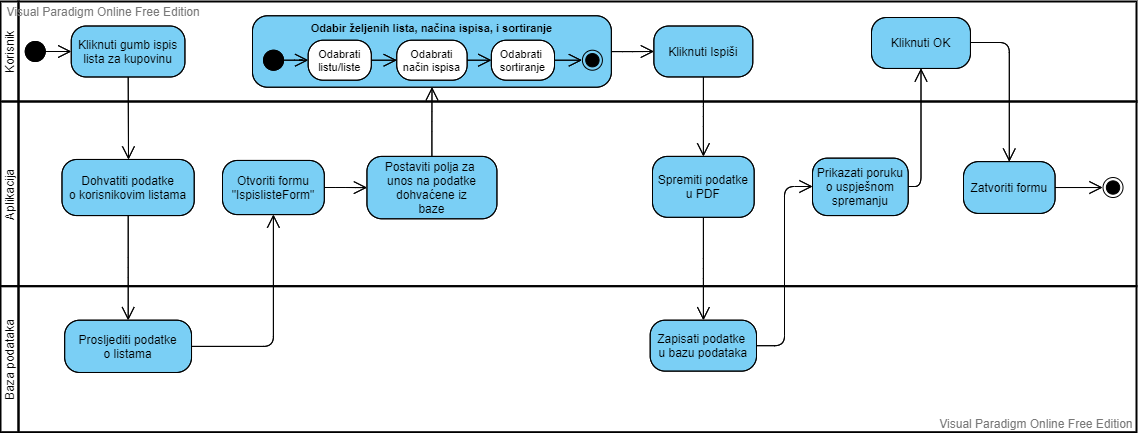 Visual Paradigm Online Free Edition
Korisnik
Kliknuti gumb ispis
lista za kupovinu
Odabir željenih lista, načina ispisa, i sortiranje
Odabrati
listu/liste
Odabrati
način ispisa
Odabrati
sortiranje
Kliknuti Ispiši
Kliknuti OK
Aplikacija
Dohvatiti podatke
o korisnikovim listama
Otvoriti formu
"IspislisteForm"
Postaviti polja za
unos na podatke
dohvaćene iz
baze
Spremiti podatke
u PDF
Prikazati poruku
o uspješnom
spremanju
Zatvoriti formu
Baza podataka
Prosljediti podatke
o listama
Zapisati podatke
u bazu podataka
Visual Paradigm Online Free Edition